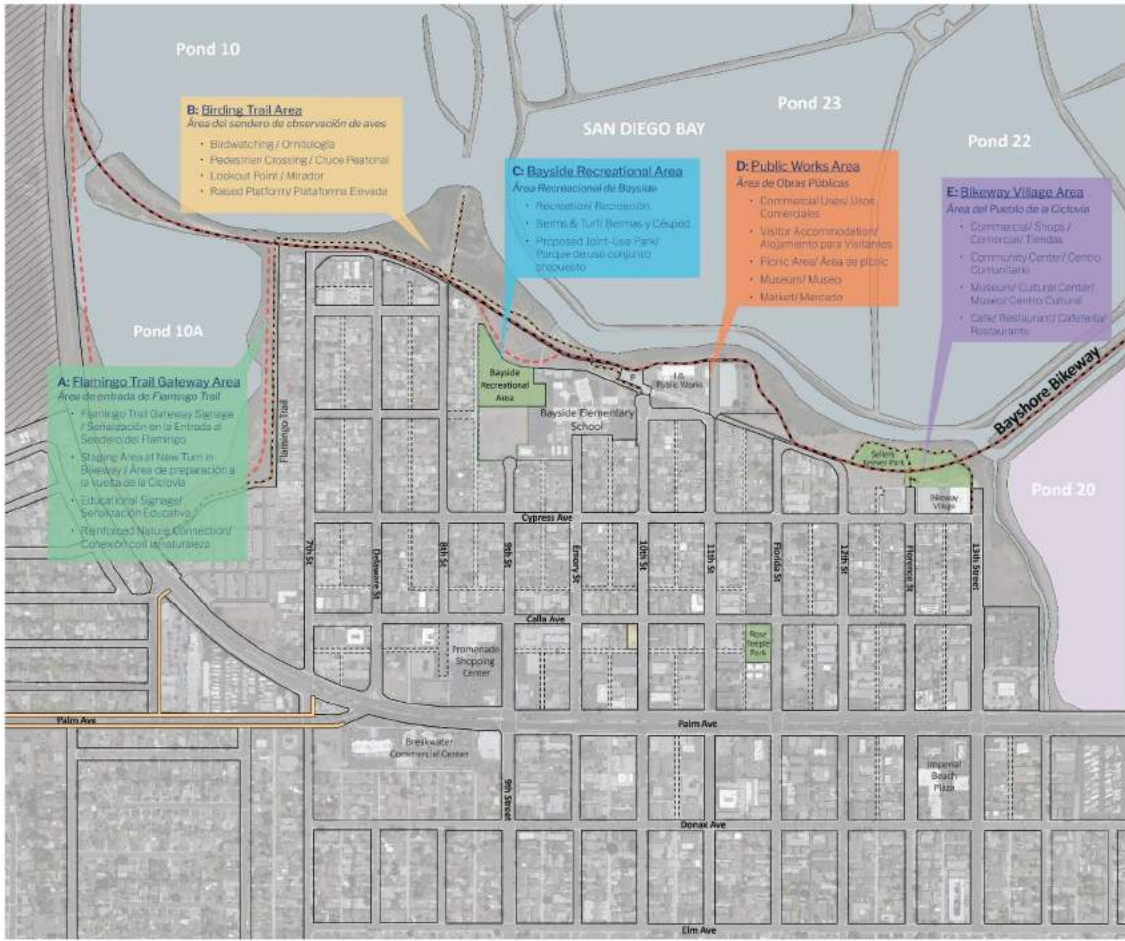 Pond 10
Pond 23
SAN DIEGO BAY
Pond 22
B: Birding Trail Area
Área del sendero de observación de aves
• Birdwatching / Ornitología
• Pedestrian Crossing / Cruce Peatonal
• Lookout Point / Mirador
• Raised Platform/ Plataforma Elevada
C: Bayside Recreational Area
Área Recreacional de Bayside
• Recreation/ Recreación
• Berms & Turf/ Bermas y Césped
• Proposed Joint-Use Park/
Parque de uso conjunto
propuesto
D: Public Works Area
Área de Obras Públicas
• Commercial Uses/ Usos
Comerciales
• Visitor Accommodation/
Alojamiento para Visitantes
• Picnic Area/ Área de picnic
• Museum/ Museo
• Market/ Mercado
E: Bikeway Village Area
Área del Pueblo de la Ciclovía
• Commercial/ Shops /
Comercial/ Tiendas
• Community Center/ Centro
Comunitario
• Museum/ Cultural Center/
Museo/ Centro Cultural
• Cafe/ Restaurant/ Cafetería/
Restaurante
Pond 10A
A: Flamingo Trail Gateway Area
Área de entrada de Flamingo Trail
• Flamingo Trail Gateway Signage
/ Señalización en la Entrada al
Sendero del Flamingo
• Staging Area at New Turn in
Bikeway / Área de preparación a
la vuelta de la Ciclovía
• Educational Signage/
Señalización Educativa
• Reinforced Nature Connection/
Conexión con la naturaleza
Flamingo Trail
Bayside
Recreational
Area
Bayside Elementary
School
P
I.B.
Public Works
Bayshore Bikeway
Pond 20
Bikeway
Village
Cypress Ave
7th St
Delaware St
8th St
9th St
Emory St
10th St
11th St
Florida St
12th St
Florence St
13th Street
Calla Ave
Promenade
Shopping
Center
Rose
Teeple
Park
Palm Ave
Palm Ave
Breakwater
Commercial Center
9th Street
Imperial
Beach
Plaza
Donax Ave
Elm Ave